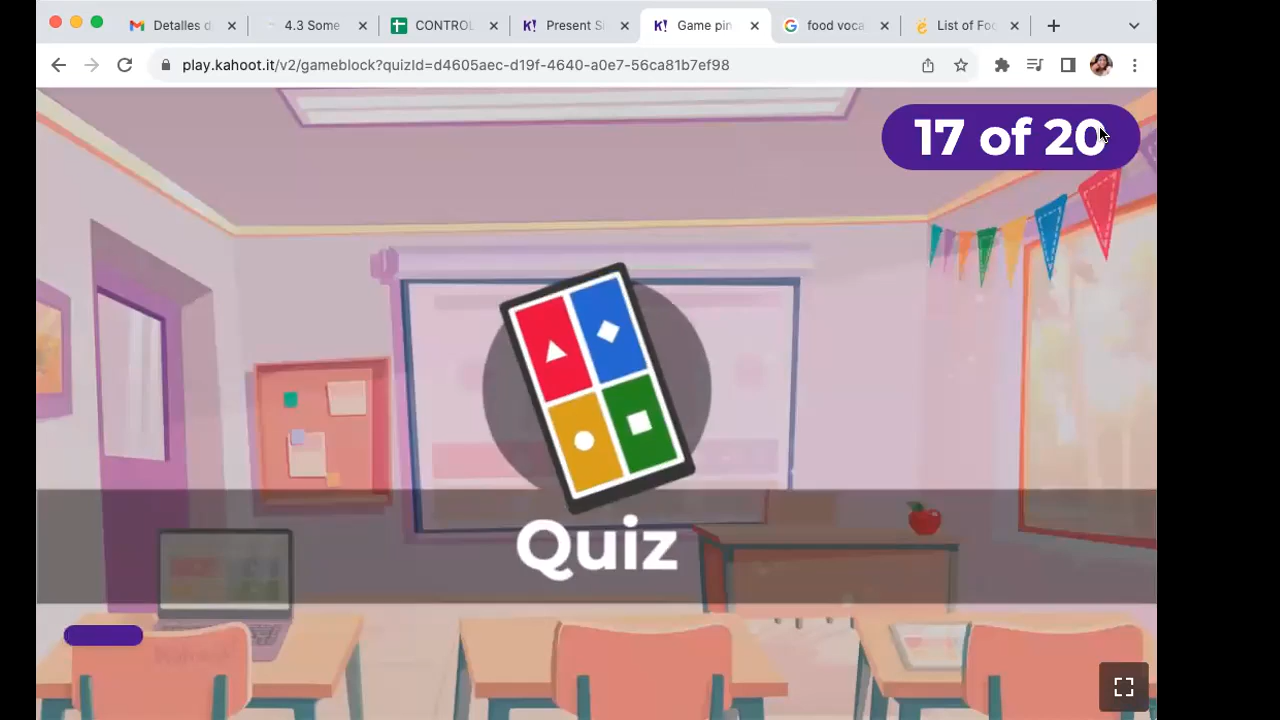 Detalles d
4.3 Some
CONTROL
K! Present Si
K! Game pin
food voca
List of Foo
play.kahoot.it/v2/gameblock?quizId=d4605aec-d19f-4640-a0e7-56ca81b7ef98
17 of 20
Quiz